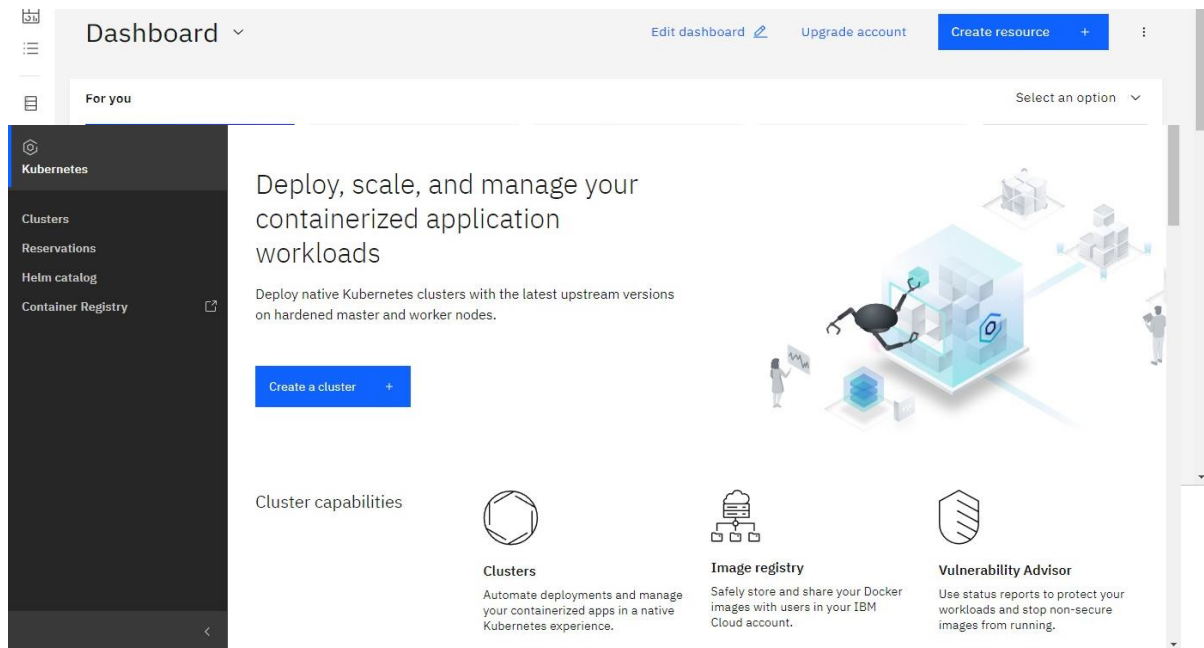 Dashboard
Edit dashboard
Upgrade account
Create resource +
For you
Select an option
Kubernetes
Clusters
Reservations
Helm catalog
Container Registry
Deploy, scale, and manage your
containerized application
workloads
Deploy native Kubernetes clusters with the latest upstream versions
on hardened master and worker nodes.
Create a cluster +
Cluster capabilities
Clusters
Automate deployments and manage
your containerized apps in a native
Kubernetes experience.
Image registry
Safely store and share your Docker
images with users in your IBM
Cloud account.
Vulnerability Advisor
Use status reports to protect your
workloads and stop non-secure
images from running.